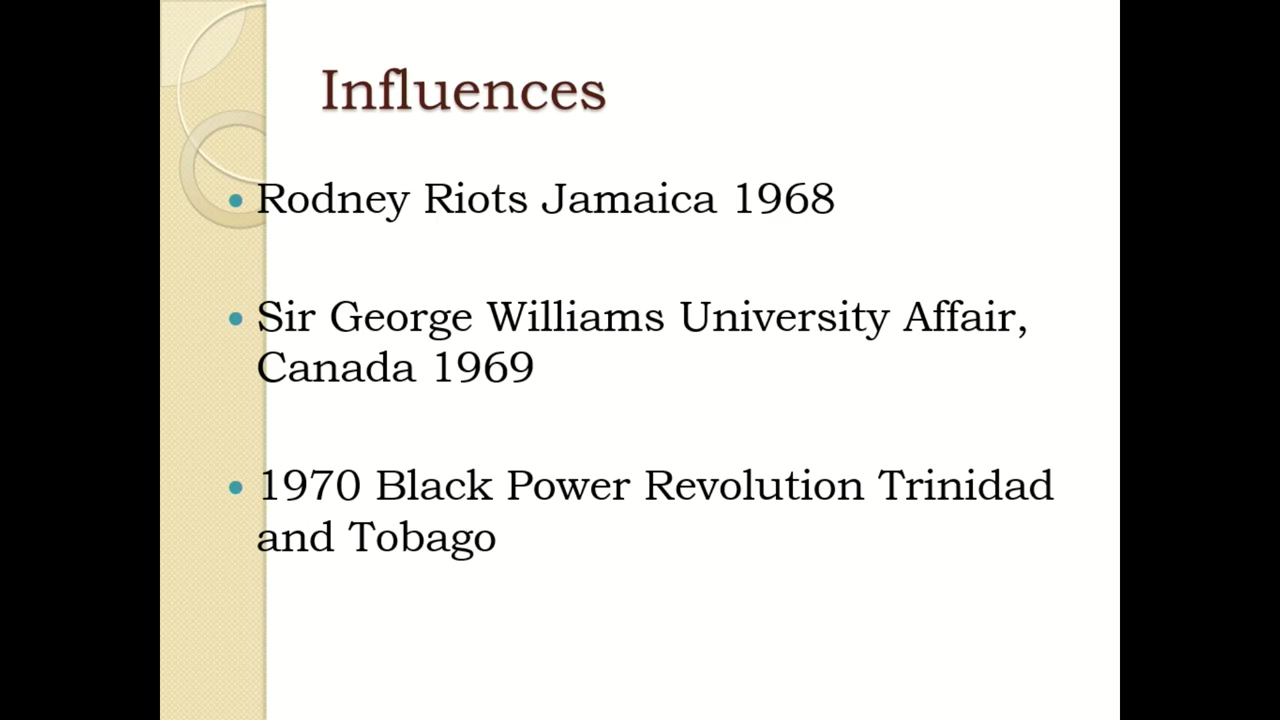 Influences
• Rodney Riots Jamaica 1968
• Sir George Williams University Affair,
Canada 1969
• 1970 Black Power Revolution Trinidad
and Tobago